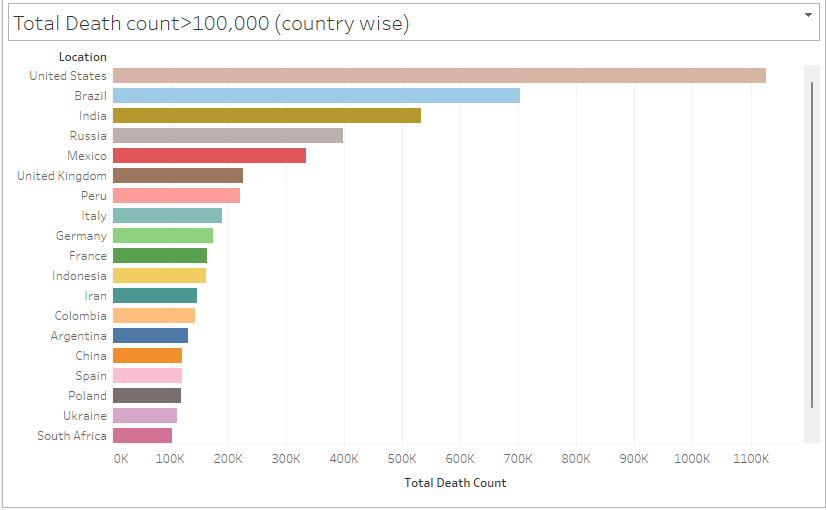 Total Death count>100,000 (country wise)
Location
United States
Brazil
India
Russia
Mexico
United Kingdom
Peru
Italy
Germany
France
Indonesia
Iran
Colombia
Argentina
China
Spain
Poland
Ukraine
South Africa
0K 100K 200K 300K 400K 500K 600K 700K 800K 900K 1000K 1100K
Total Death Count